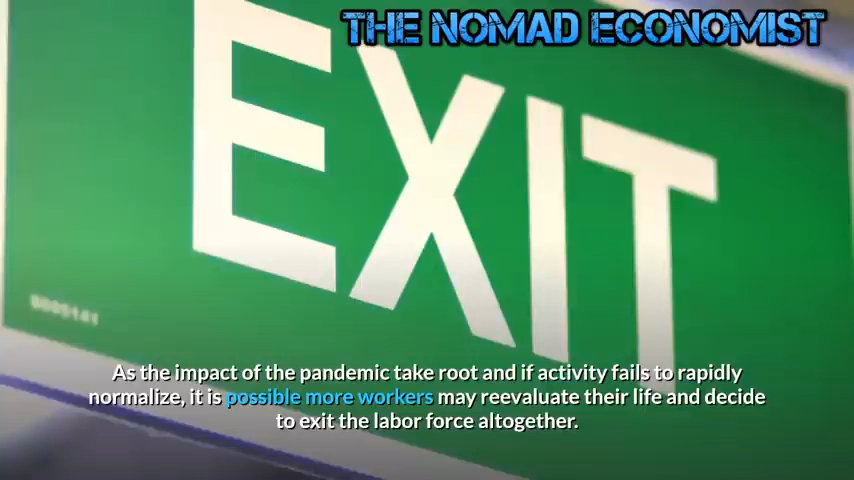 THE NOMAD ECONOMIST
EXIT
As the impact of the pandemic take root and if activity fails to rapidly
normalize, it is possible more workers may reevaluate their life and decide
to exit the labor force altogether.